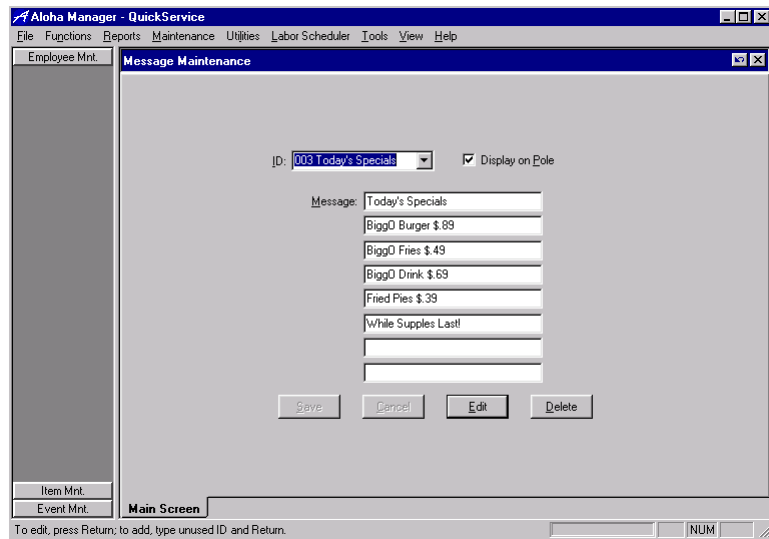 Aloha Manager - QuickService
File Functions Reports Maintenance Utilities Labor Scheduler Tools View Help
Employee Mnt.
Message Maintenance
ID: 003 Today's Specials Display on Pole
Message: Today's Specials
BiggO Burger $.89
BiggO Fries $.49
BiggO Drink $.69
Fried Pies $.39
While Supples Last!
Save Cancel Edit Delete
Item Mnt.
Event Mnt. Main Screen
To edit, press Return; to add, type unused ID and Return. NUM